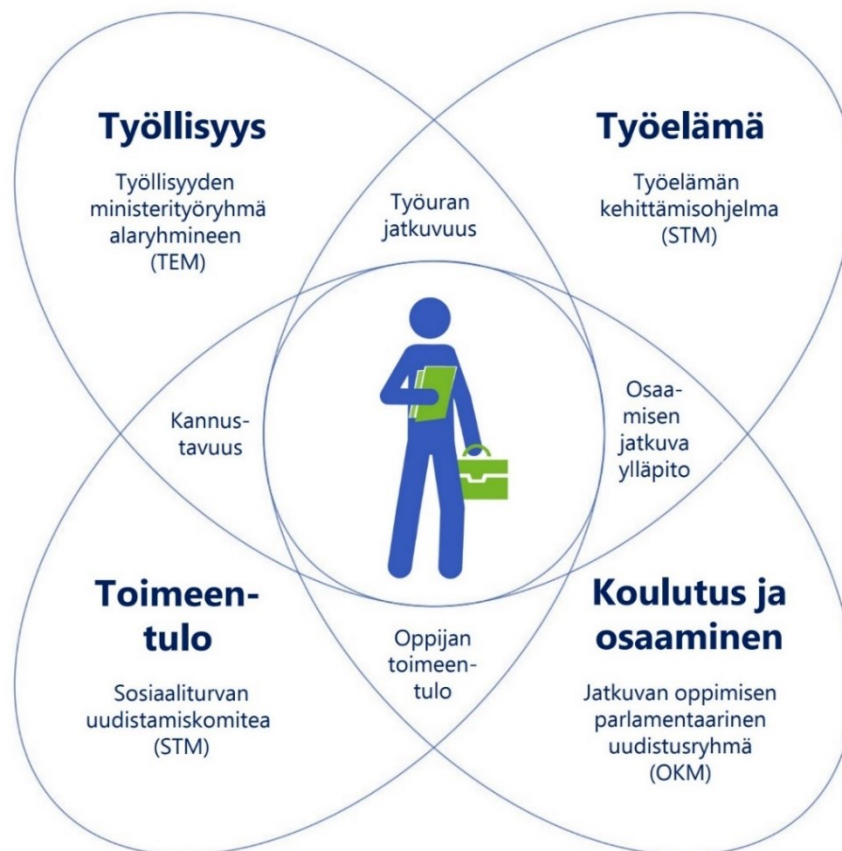 Työllisyys
Työllisyyden
ministerityöryhmä
alaryhmineen
(TEM)
Työelämä
Työelämän
kehittämisohjelma
(STM)
Työuran
jatkuvuus
Kannus-
tavuus
Osaa-
misen
jatkuva
ylläpito
Toimeen-
tulo
Sosiaaliturvan
uudistamiskomitea
(STM)
Oppijan
toimeen-
tulo
Koulutus ja
osaaminen
Jatkuvan oppimisen
parlamentaarinen
uudistusryhmä
(OKM)